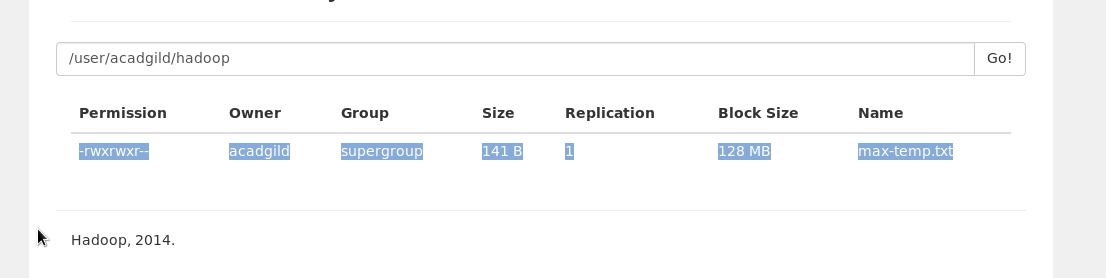 /user/acadgild/hadoop Go!
Permission Owner Group Size Replication Block Size Name
-rwxrwxr-- acadgild supergroup 141 B 1 128 MB max-temp.txt
Hadoop, 2014.